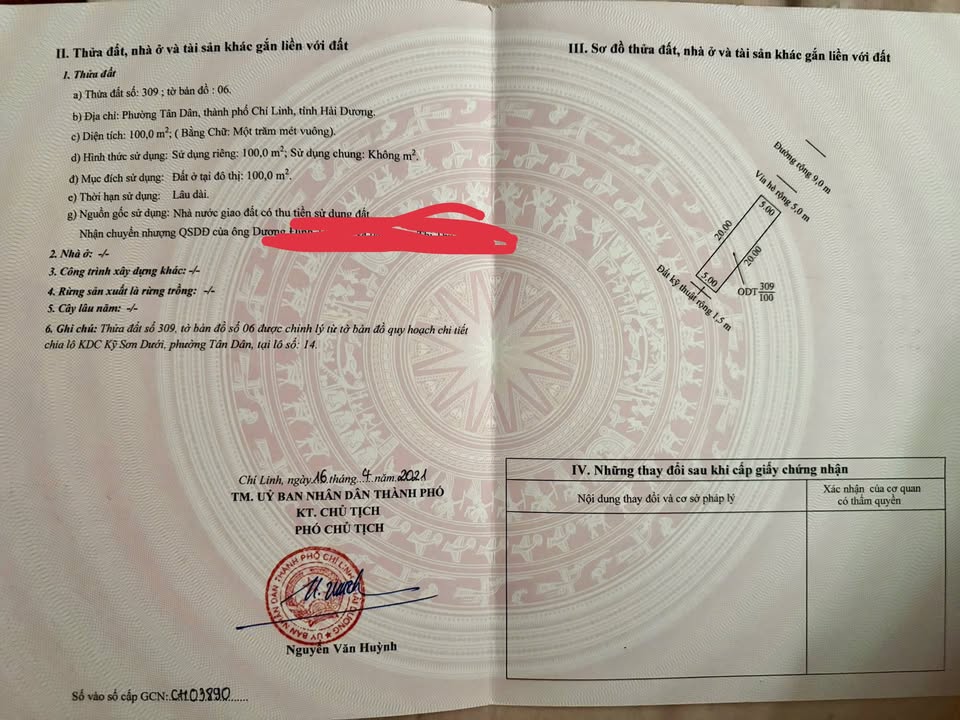 II. Thửa đất, nhà ở và tài sản khác gắn liền với đất
1. Thửa đất
a) Thửa đất số: 309 ; tờ bản đồ : 06.
b) Địa chỉ: Phường Tân Dân, thành phố Chí Linh, tỉnh Hải Dương.
c) Diện tích: 100,0 m²; ( Bằng Chữ: Một trăm mét vuông).
d) Hình thức sử dụng: Sử dụng riêng: 100,0 m²; Sử dụng chung: Không m².
đ) Mục đích sử dụng: Đất ở tại đô thị: 100,0 m².
e) Thời hạn sử dụng: Lâu dài.
g) Nguồn gốc sử dụng: Nhà nước giao đất có thu tiền sử dụng đất
Nhận chuyển nhượng QSDĐ của ông Dương
2. Nhà ở: -/-
3. Công trình xây dựng khác: -/-
4. Rừng sản xuất là rừng trồng: -/-
5. Cây lâu năm: -/-
6. Ghi chú: Thửa đất số 309, tờ bản đồ số 06 được chỉnh lý từ tờ bản đồ quy hoạch chi tiết
chia lô KDC Kỹ Sơn Dưới, phường Tân Dân, tại lô số: 14.
Chí Linh, ngày 16 tháng 4 năm 2021
TM. UỶ BAN NHÂN DÂN THÀNH PHỐ
KT. CHỦ TỊCH
PHÓ CHỦ TỊCH
ỦY BAN NHÂN DÂN THÀNH PHỐ CHÍ LINH
Nguyễn Văn Huỳnh
Số vào sổ cấp GCN:
III. Sơ đồ thửa đất, nhà ở và tài sản khác gắn liền với đất
Đường rộng 9,0 m
Vỉa hè rộng 5,0 m
5.00
20.00
20.00
5.00
ODT 309
100
Đất kỹ thuật rộng 1,5 m
IV. Những thay đổi sau khi cấp giấy chứng nhận
Nội dung thay đổi và cơ sở pháp lý
Xác nhận của cơ quan
có thẩm quyền